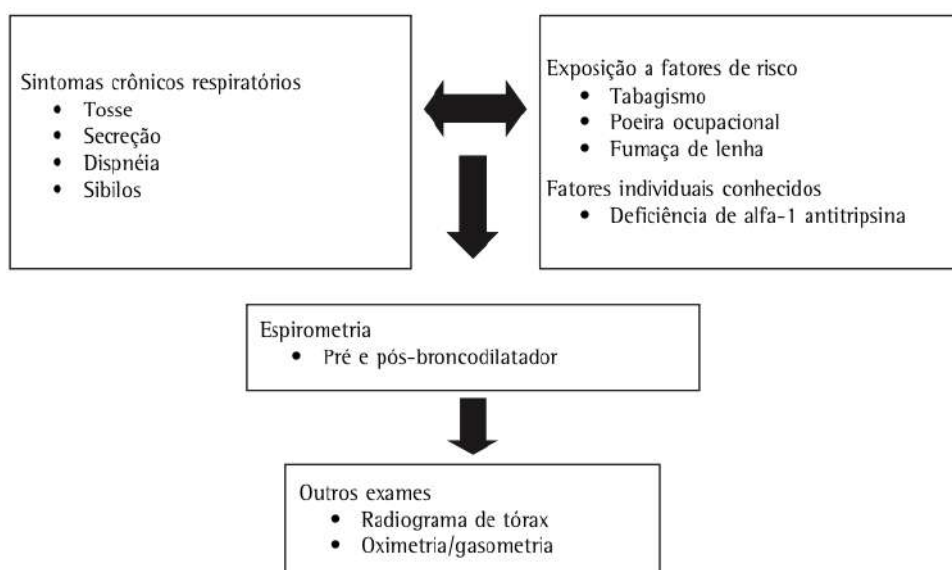 Sintomas crônicos respiratórios
• Tosse
• Secreção
• Dispnéia
• Sibilos
Exposição a fatores de risco
• Tabagismo
• Poeira ocupacional
• Fumaça de lenha
Fatores individuais conhecidos
• Deficiência de alfa-1 antitripsina
Espirometria
• Pré e pós-broncodilatador
Outros exames
• Radiograma de tórax
• Oximetria/gasometria